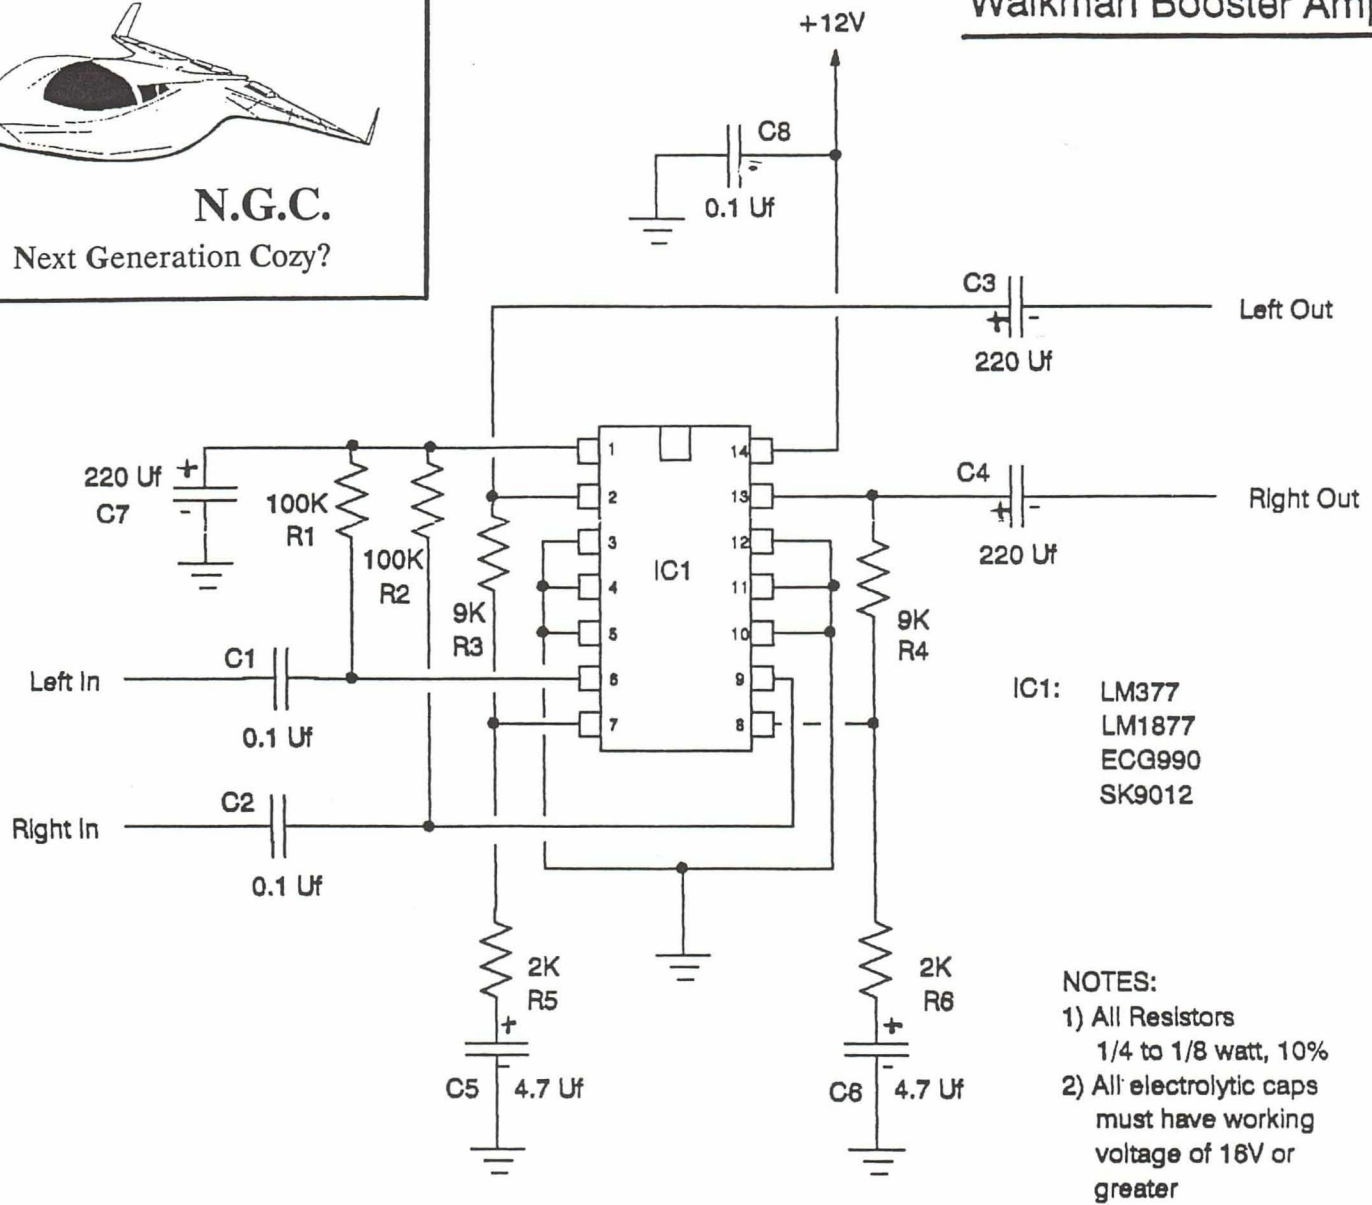 Walkman Booster Am
+12V
N.G.C.
Next Generation Cozy?
C8
0.1 Uf
C3
+ -
220 Uf
Left Out
220 Uf +
C7 -
100K
R1
100K
R2
9K
R3
1
2
3
4
5
6
7
IC1
14
13
12
11
10
9
8
C4
+ -
220 Uf
Right Out
9K
R4
Left In
C1
0.1 Uf
Right In
C2
0.1 Uf
IC1: LM377
LM1877
ECG990
SK9012
2K
R5
+
-
C5 4.7 Uf
2K
R6
+
-
C6 4.7 Uf
NOTES:
1) All Resistors
1/4 to 1/8 watt, 10%
2) All electrolytic caps
must have working
voltage of 16V or
greater